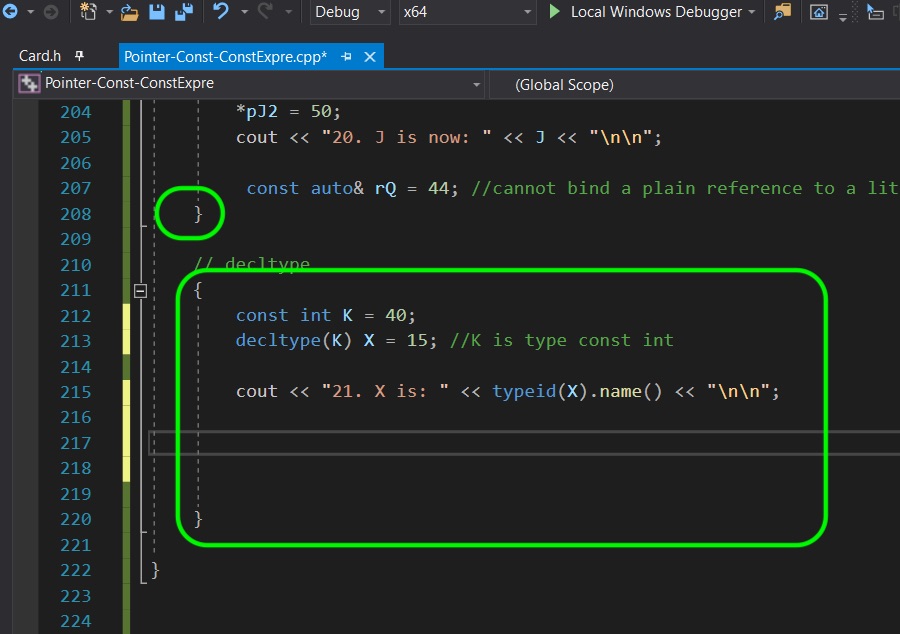 Debug x64 Local Windows Debugger
Card.h Pointer-Const-ConstExpre.cpp*
Pointer-Const-ConstExpre (Global Scope)
204 *pJ2 = 50;
205 cout << "20. J is now: " << J << "\n\n";
206
207 const auto& rQ = 44; //cannot bind a plain reference to a lit
208 }
209
210 // decltype
211 {
212 const int K = 40;
213 decltype(K) X = 15; //K is type const int
214
215 cout << "21. X is: " << typeid(X).name() << "\n\n";
216
217
218
219
220 }
221
222 }
223
224